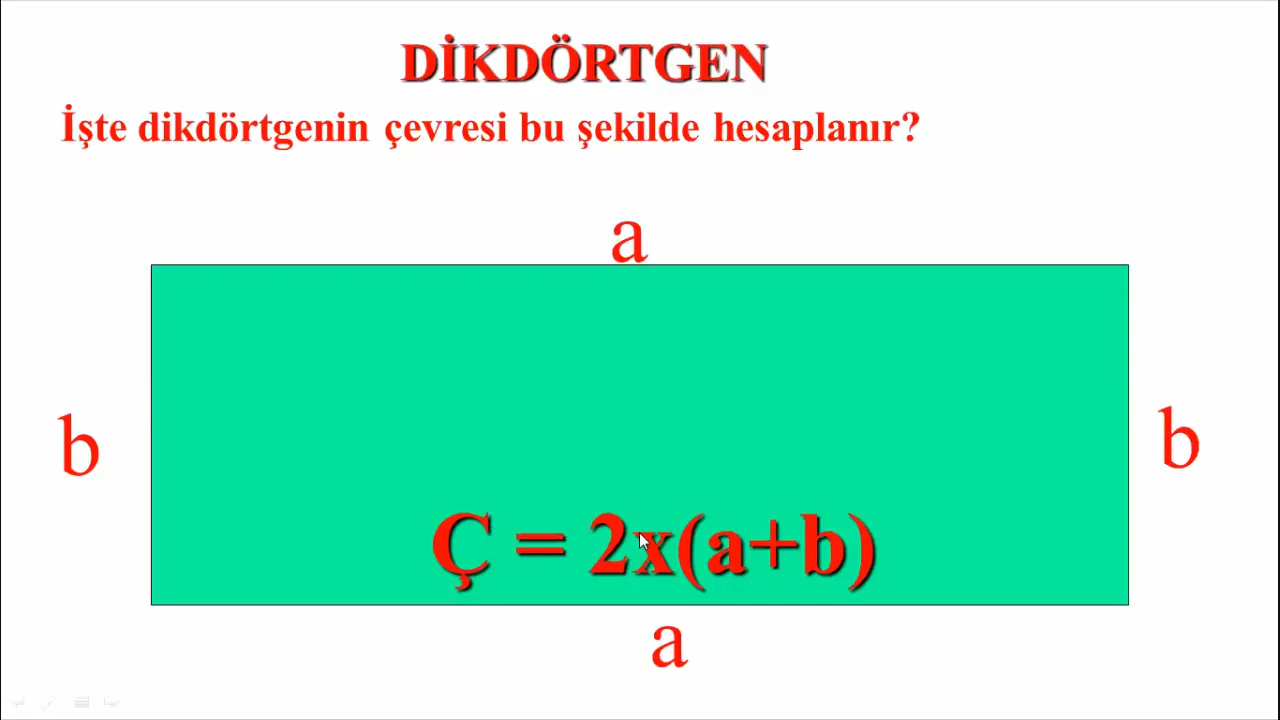 DİKDÖRTGEN
İşte dikdörtgenin çevresi bu şekilde hesaplanır?
a
b
b
Ç = 2x(a+b)
a